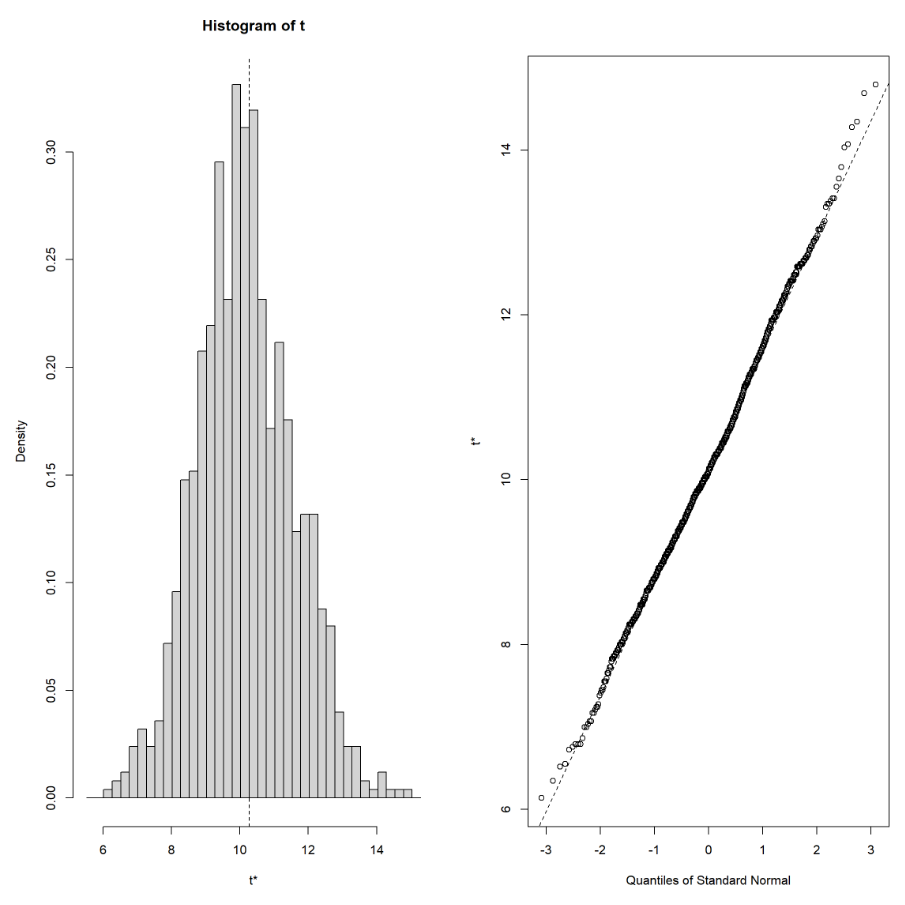 Histogram of t
Density
0.00 0.05 0.10 0.15 0.20 0.25 0.30
6 8 10 12 14
t*
t*
6 8 10 12 14
-3 -2 -1 0 1 2 3
Quantiles of Standard Normal